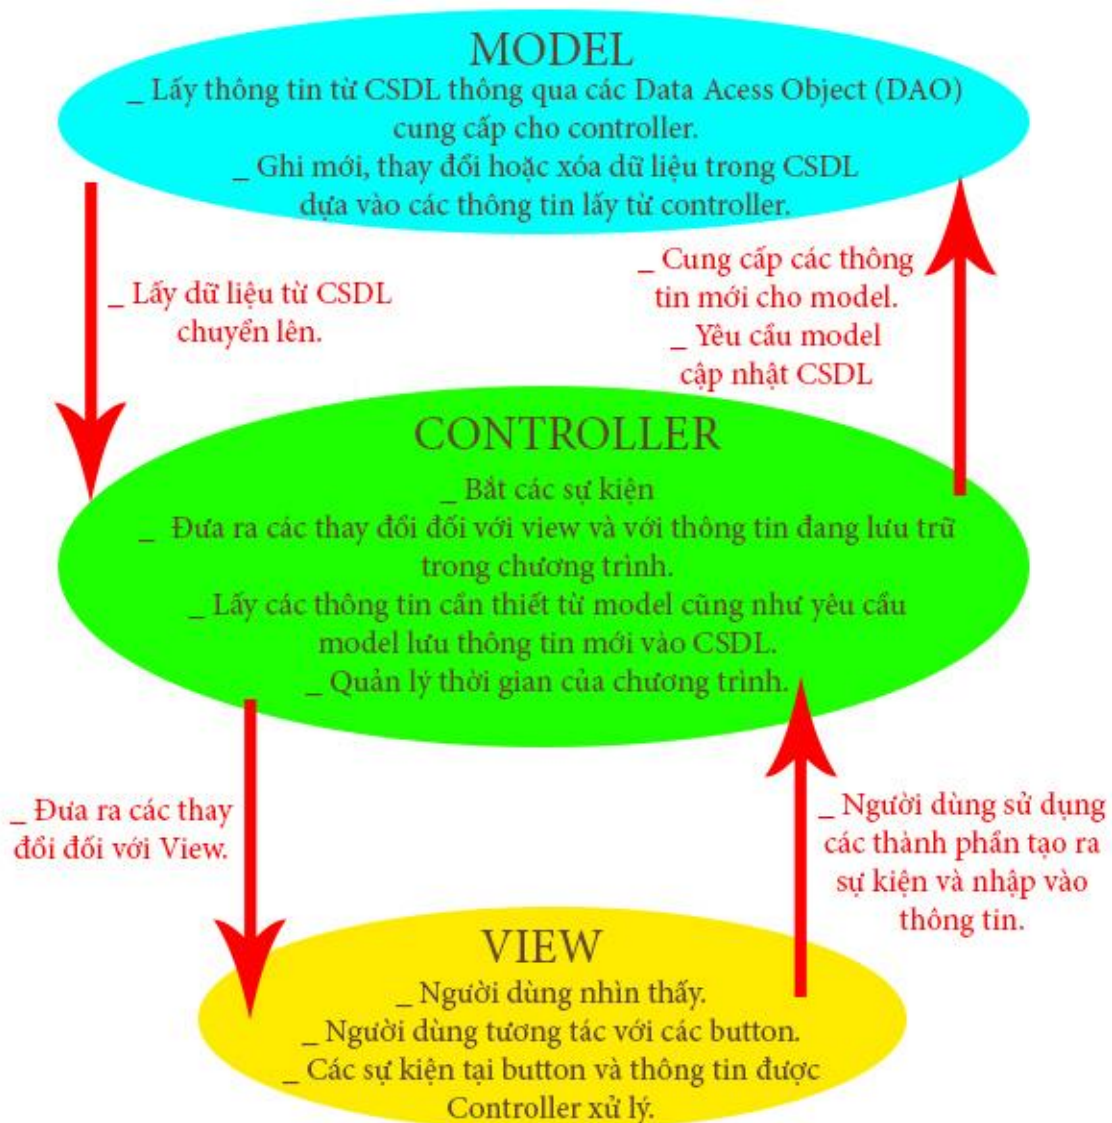 MODEL
_ Lấy thông tin từ CSDL thông qua các Data Acess Object (DAO)
cung cấp cho controller.
_ Ghi mới, thay đổi hoặc xóa dữ liệu trong CSDL
dựa vào các thông tin lấy từ controller.
_ Lấy dữ liệu từ CSDL
chuyển lên.
_ Cung cấp các thông
tin mới cho model.
_ Yêu cầu model
cập nhật CSDL
CONTROLLER
_ Bắt các sự kiện
_ Đưa ra các thay đổi đối với view và với thông tin đang lưu trữ
trong chương trình.
_ Lấy các thông tin cần thiết từ model cũng như yêu cầu
model lưu thông tin mới vào CSDL.
_ Quản lý thời gian của chương trình.
_ Đưa ra các thay
đổi đối với View.
_ Người dùng sử dụng
các thành phần tạo ra
sự kiện và nhập vào
thông tin.
VIEW
_ Người dùng nhìn thấy.
_ Người dùng tương tác với các button.
_ Các sự kiện tại button và thông tin được
Controller xử lý.